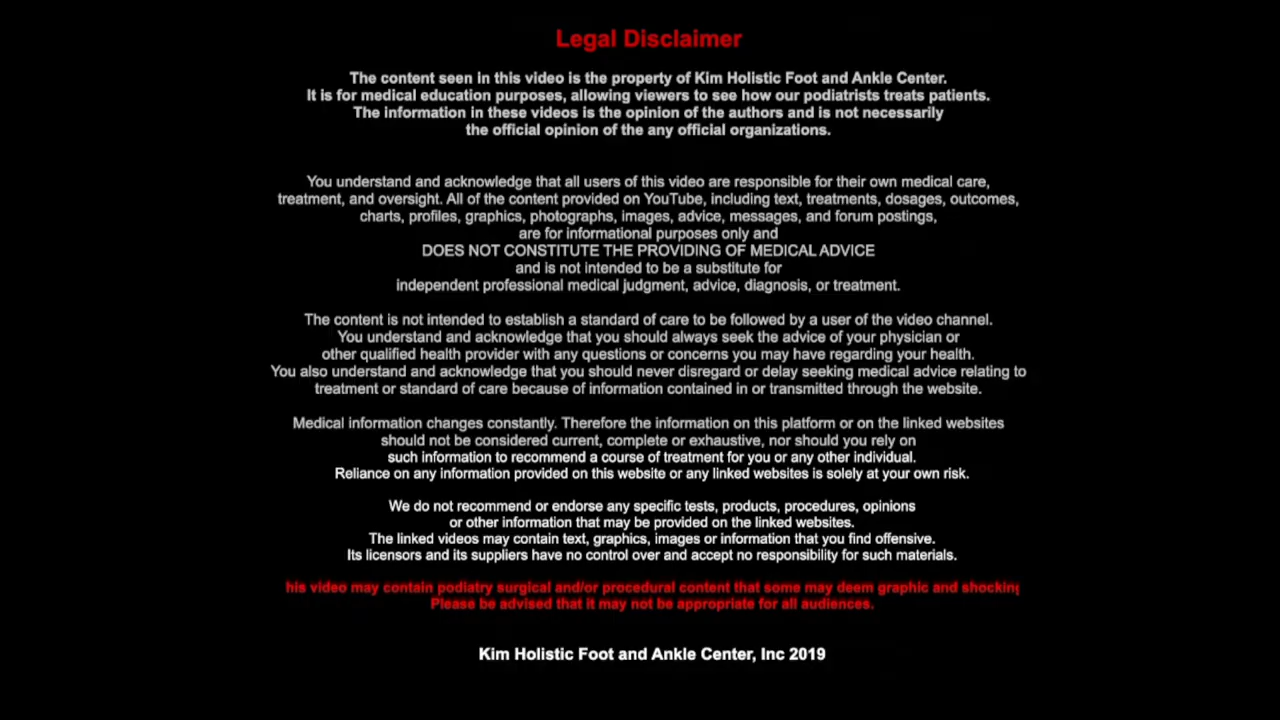 Legal Disclaimer
The content seen in this video is the property of Kim Holistic Foot and Ankle Center.
It is for medical education purposes, allowing viewers to see how our podiatrists treats patients.
The information in these videos is the opinion of the authors and is not necessarily
the official opinion of the any official organizations.
You understand and acknowledge that all users of this video are responsible for their own medical care,
treatment, and oversight. All of the content provided on YouTube, including text, treatments, dosages, outcomes,
charts, profiles, graphics, photographs, images, advice, messages, and forum postings,
are for informational purposes only and
DOES NOT CONSTITUTE THE PROVIDING OF MEDICAL ADVICE
and is not intended to be a substitute for
independent professional medical judgment, advice, diagnosis, or treatment.
The content is not intended to establish a standard of care to be followed by a user of the video channel.
You understand and acknowledge that you should always seek the advice of your physician or
other qualified health provider with any questions or concerns you may have regarding your health.
You also understand and acknowledge that you should never disregard or delay seeking medical advice relating to
treatment or standard of care because of information contained in or transmitted through the website.
Medical information changes constantly. Therefore the information on this platform or on the linked websites
should not be considered current, complete or exhaustive, nor should you rely on
such information to recommend a course of treatment for you or any other individual.
Reliance on any information provided on this website or any linked websites is solely at your own risk.
We do not recommend or endorse any specific tests, products, procedures, opinions
or other information that may be provided on the linked websites.
The linked videos may contain text, graphics, images or information that you find offensive.
Its licensors and its suppliers have no control over and accept no responsibility for such materials.
his video may contain podiatry surgical and/or procedural content that some may deem graphic and shocking
Please be advised that it may not be appropriate for all audiences.
Kim Holistic Foot and Ankle Center, Inc 2019